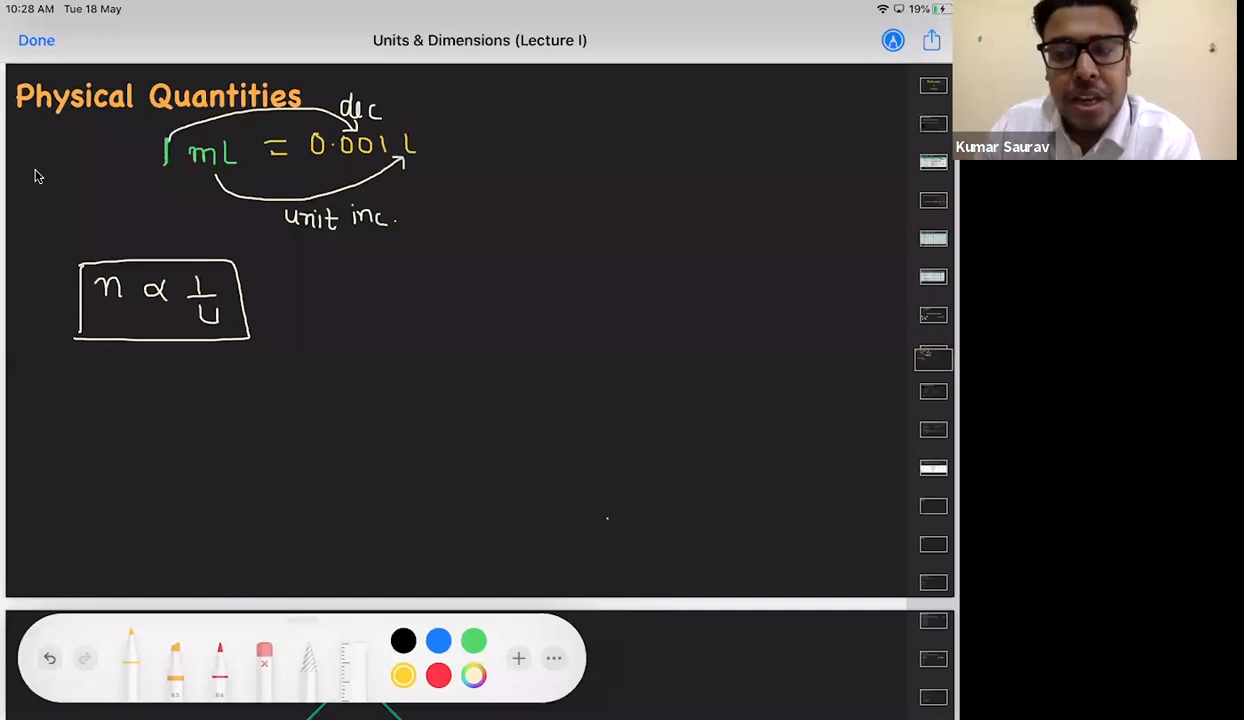 10:28 AM Tue 18 May
19%
Done
Units & Dimensions (Lecture I)
Kumar Saurav
Physical Quantities
dec
1 mL = 0.001 L
unit inc.
n ∝ 1/u